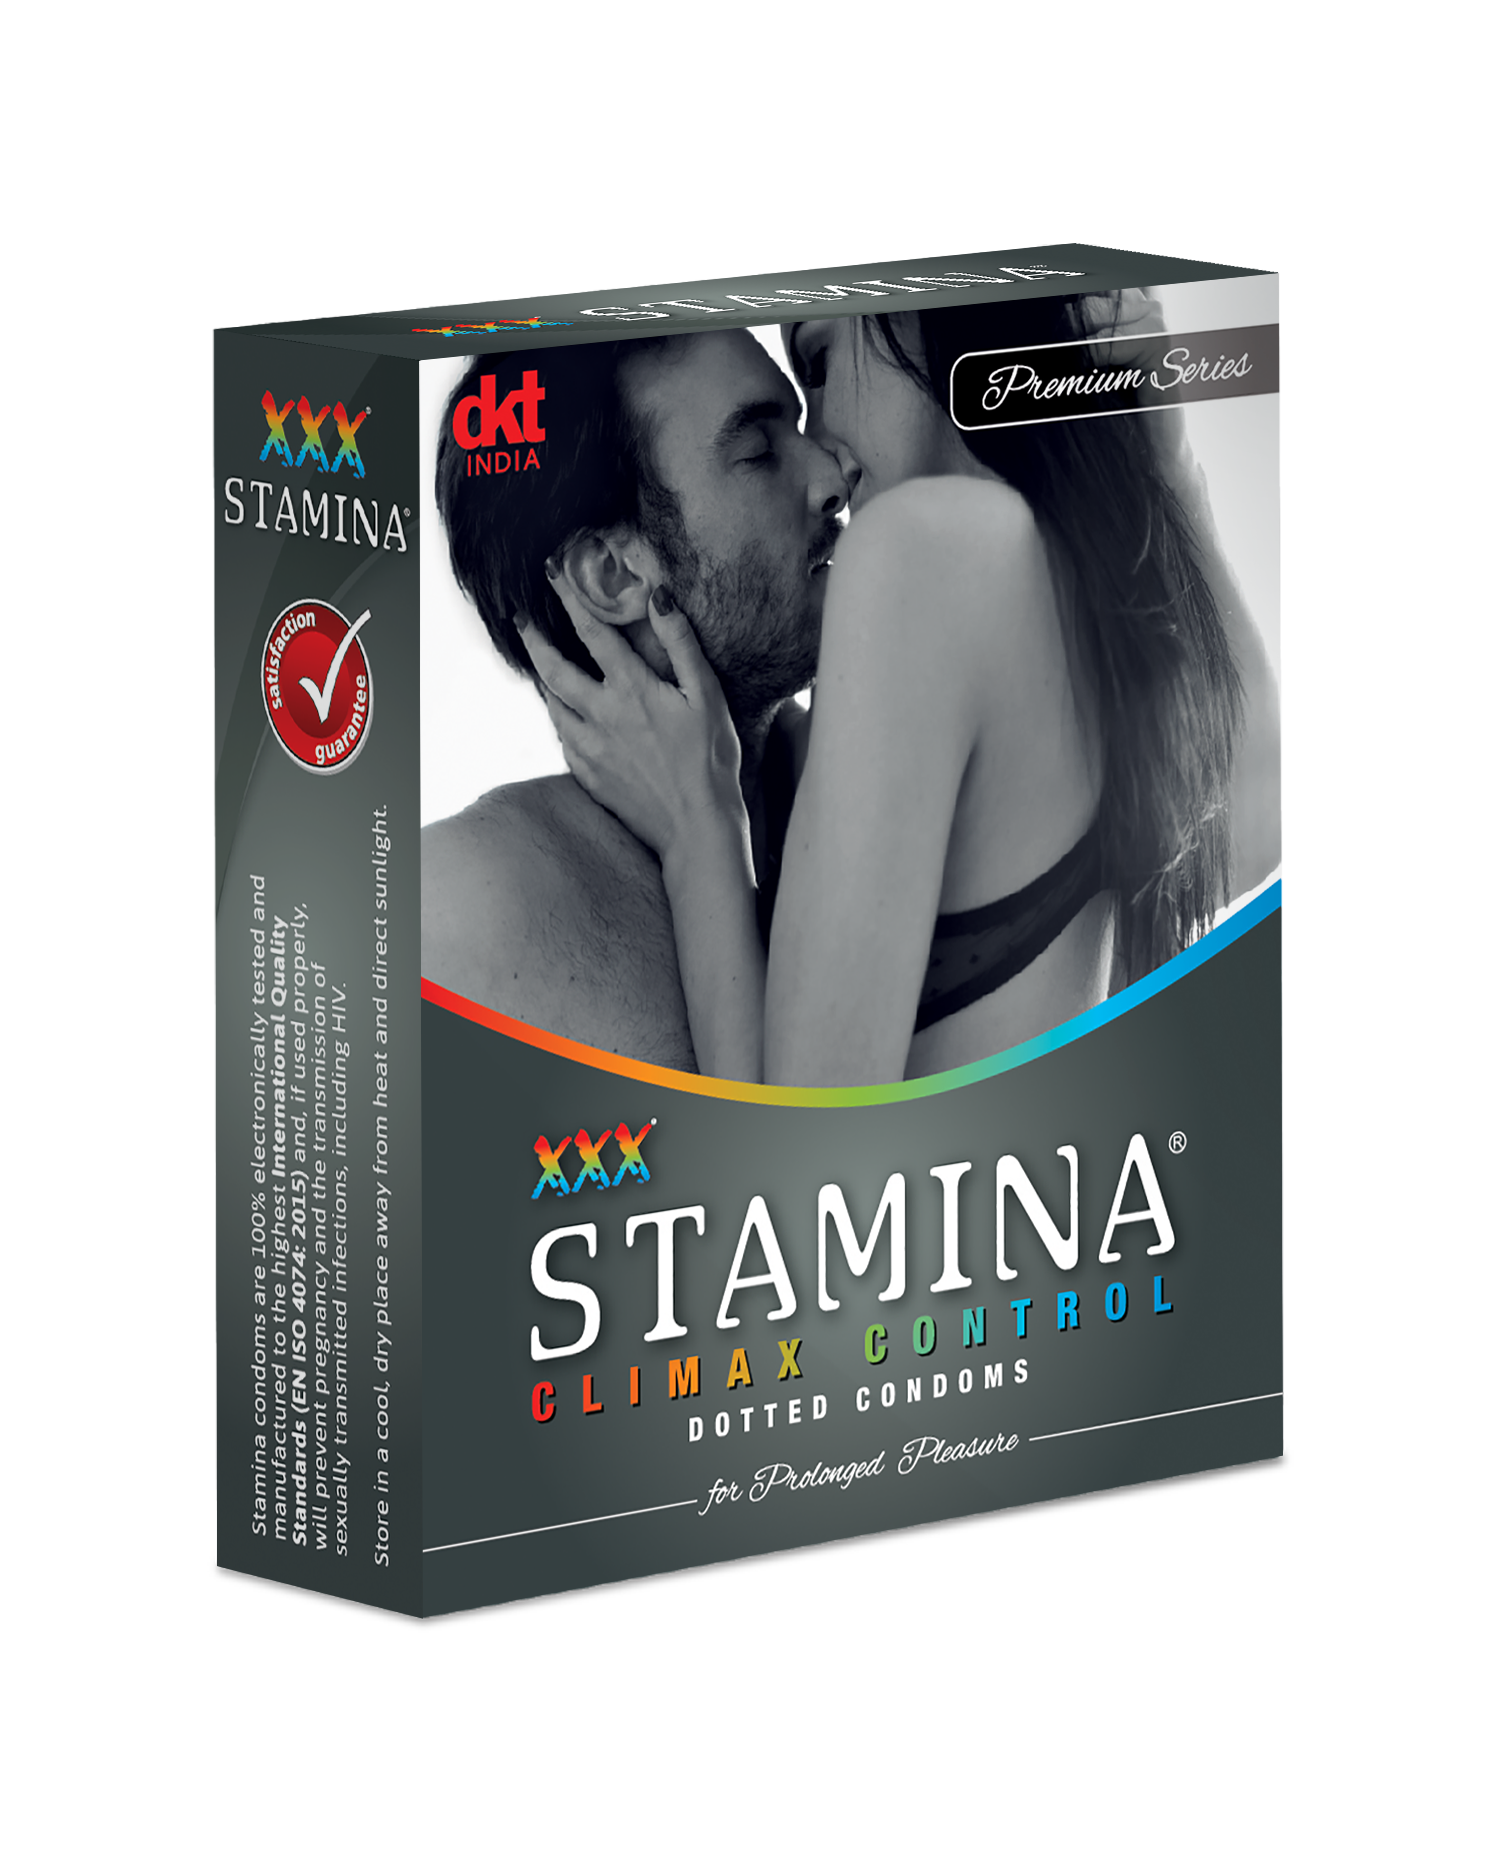 XXX® STAMINA
dkt
INDIA
Premium Series
XXX®
STAMINA®
CLIMAX CONTROL
DOTTED CONDOMS
for Prolonged Pleasure
XXX®
STAMINA®
satisfaction
guarantee
Stamina condoms are 100% electronically tested and
manufactured to the highest International Quality
Standards (EN ISO 4074: 2015) and, if used properly,
will prevent pregnancy and the transmission of
sexually transmitted infections, including HIV.
Store in a cool, dry place away from heat and direct sunlight.